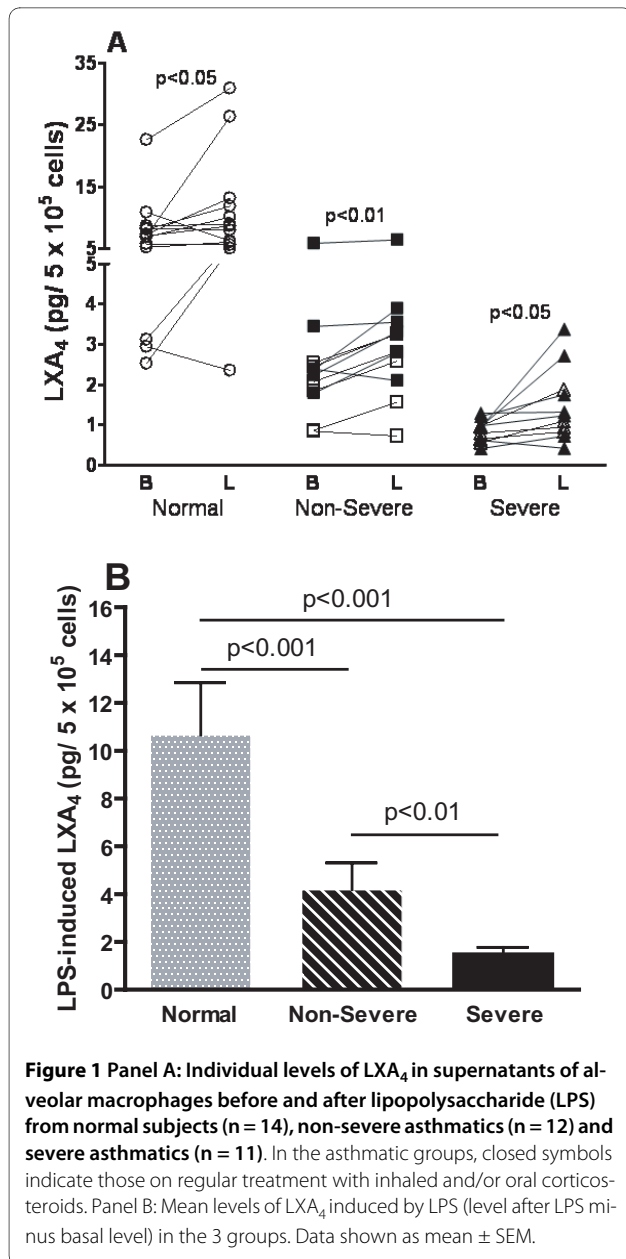 A
35
25
15
5
5
4
3
2
1
0
LXA4 (pg/ 5 x 10^5 cells)
p<0.05
p<0.01
p<0.05
B L B L B L
Normal Non-Severe Severe
B
16
14
12
10
8
6
4
2
0
LPS-induced LXA4 (pg/ 5 x 10^5 cells)
p<0.001
p<0.001
p<0.01
Normal Non-Severe Severe
Figure 1 Panel A: Individual levels of LXA4 in supernatants of al-
veolar macrophages before and after lipopolysaccharide (LPS)
from normal subjects (n = 14), non-severe asthmatics (n = 12) and
severe asthmatics (n = 11). In the asthmatic groups, closed symbols
indicate those on regular treatment with inhaled and/or oral corticos-
teroids. Panel B: Mean levels of LXA4 induced by LPS (level after LPS mi-
nus basal level) in the 3 groups. Data shown as mean ± SEM.